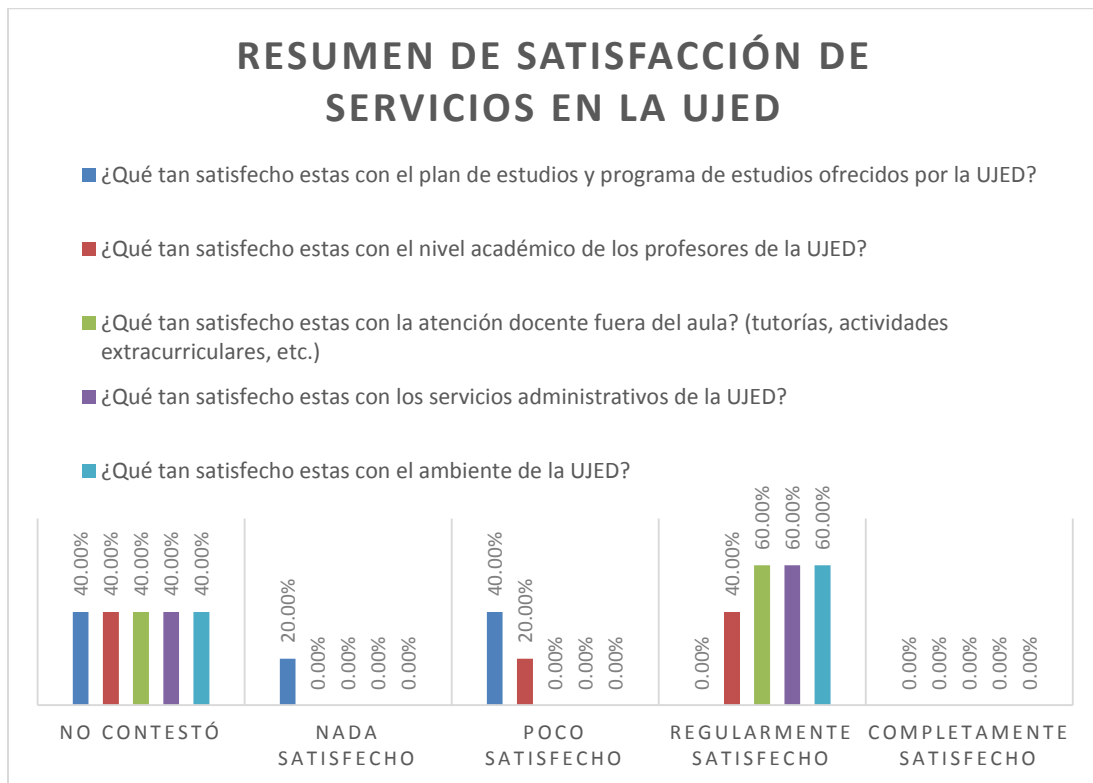 RESUMEN DE SATISFACCIÓN DE
SERVICIOS EN LA UJED
¿Qué tan satisfecho estas con el plan de estudios y programa de estudios ofrecidos por la UJED?
¿Qué tan satisfecho estas con el nivel académico de los profesores de la UJED?
¿Qué tan satisfecho estas con la atención docente fuera del aula? (tutorías, actividades
extracurriculares, etc.)
¿Qué tan satisfecho estas con los servicios administrativos de la UJED?
¿Qué tan satisfecho estas con el ambiente de la UJED?
40.00%
40.00%
40.00%
40.00%
40.00%
20.00%
0.00%
0.00%
0.00%
0.00%
40.00%
20.00%
0.00%
0.00%
0.00%
0.00%
40.00%
60.00%
60.00%
60.00%
0.00%
0.00%
0.00%
0.00%
0.00%
NO CONTESTÓ
NADA
SATISFECHO
POCO
SATISFECHO
REGULARMENTE
SATISFECHO
COMPLETAMENTE
SATISFECHO